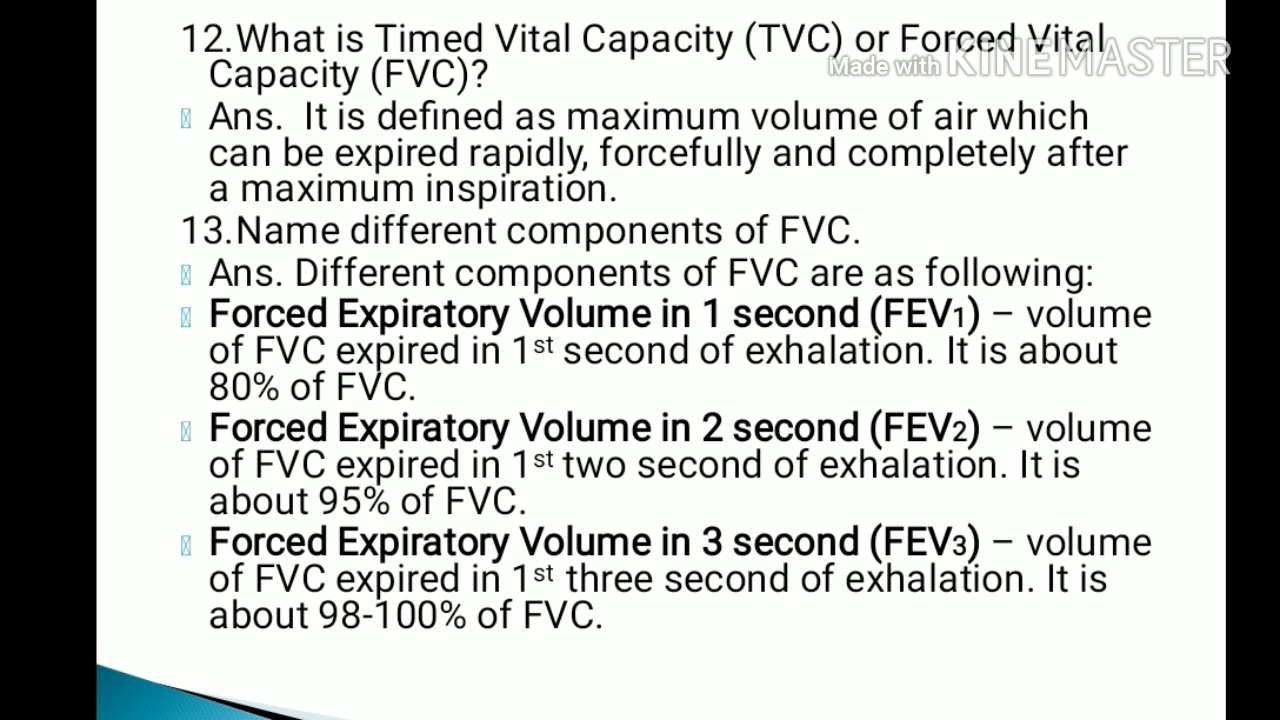 12.What is Timed Vital Capacity (TVC) or Forced Vital
Made with KINEMASTER
Capacity (FVC)?
Ans. It is defined as maximum volume of air which
can be expired rapidly, forcefully and completely after
a maximum inspiration.
13.Name different components of FVC.
Ans. Different components of FVC are as following:
Forced Expiratory Volume in 1 second (FEV1) – volume
of FVC expired in 1st second of exhalation. It is about
80% of FVC.
Forced Expiratory Volume in 2 second (FEV2) – volume
of FVC expired in 1st two second of exhalation. It is
about 95% of FVC.
Forced Expiratory Volume in 3 second (FEV3) – volume
of FVC expired in 1st three second of exhalation. It is
about 98-100% of FVC.